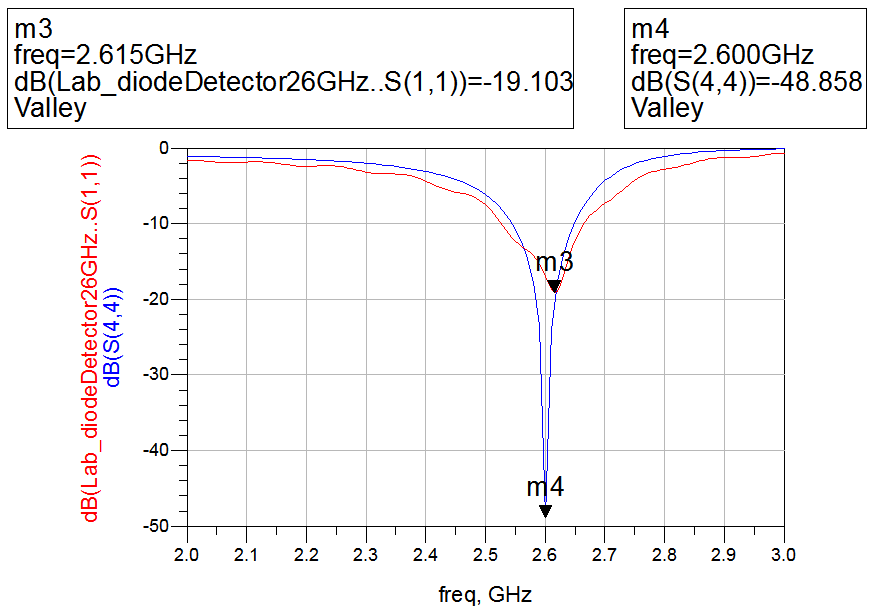 m3
freq=2.615GHz
dB(Lab_diodeDetector26GHz..S(1,1))=-19.103
Valley
m4
freq=2.600GHz
dB(S(4,4))=-48.858
Valley
dB(Lab_diodeDetector26GHz..S(1,1))
dB(S(4,4))
0
-10
-20
-30
-40
-50
m3
m4
2.0 2.1 2.2 2.3 2.4 2.5 2.6 2.7 2.8 2.9 3.0
freq, GHz